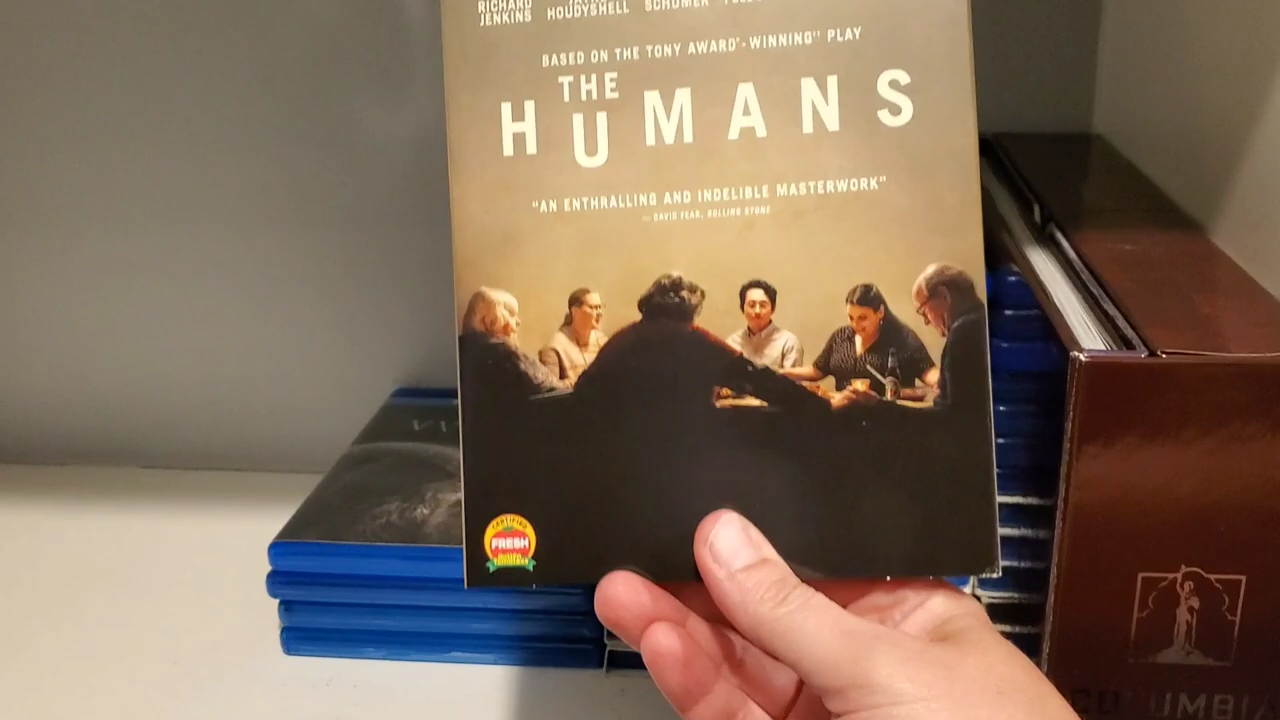 RICHARD JENKINS
HOUDYSHELL
SCHUMER
BASED ON THE TONY AWARD®-WINNING PLAY
THE
HUMANS
"AN ENTHRALLING AND INDELIBLE MASTERWORK"
— DAVID FEAR, ROLLING STONE
CERTIFIED
FRESH
COLUMBIA